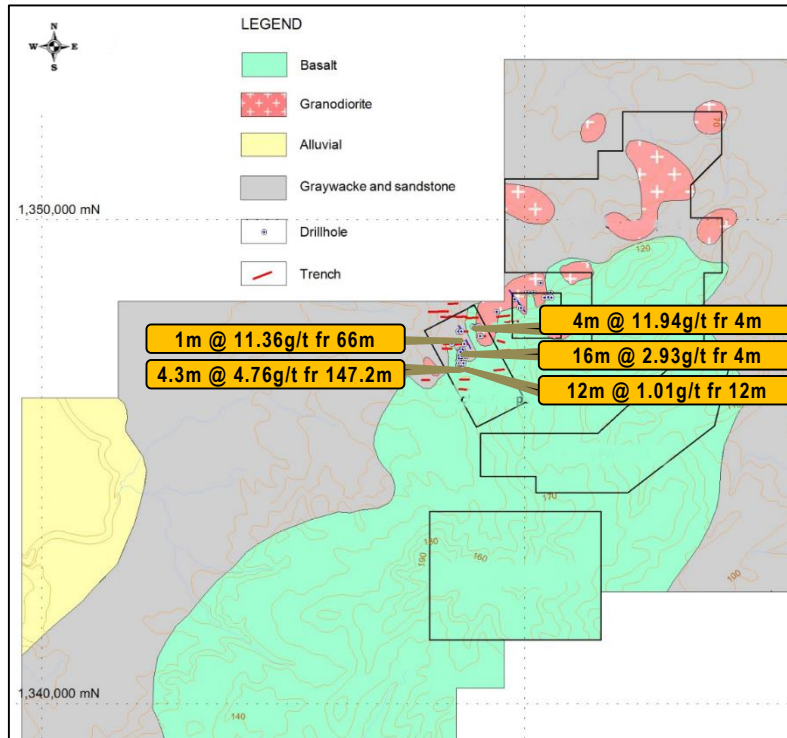 N
W E
S
LEGEND
Basalt
Granodiorite
Alluvial
Graywacke and sandstone
Drillhole
Trench
1,350,000 mN
70
120
4m @ 11.94g/t fr 4m
1m @ 11.36g/t fr 66m
16m @ 2.93g/t fr 4m
4.3m @ 4.76g/t fr 147.2m
12m @ 1.01g/t fr 12m
170
180
190
160
100
1,340,000 mN
140